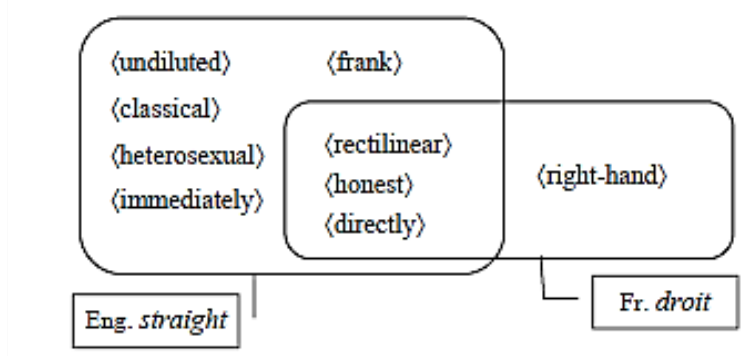 ⟨undiluted⟩ ⟨frank⟩
⟨classical⟩
⟨heterosexual⟩
⟨immediately⟩
⟨rectilinear⟩
⟨honest⟩
⟨directly⟩
⟨right-hand⟩
Eng. straight
Fr. droit